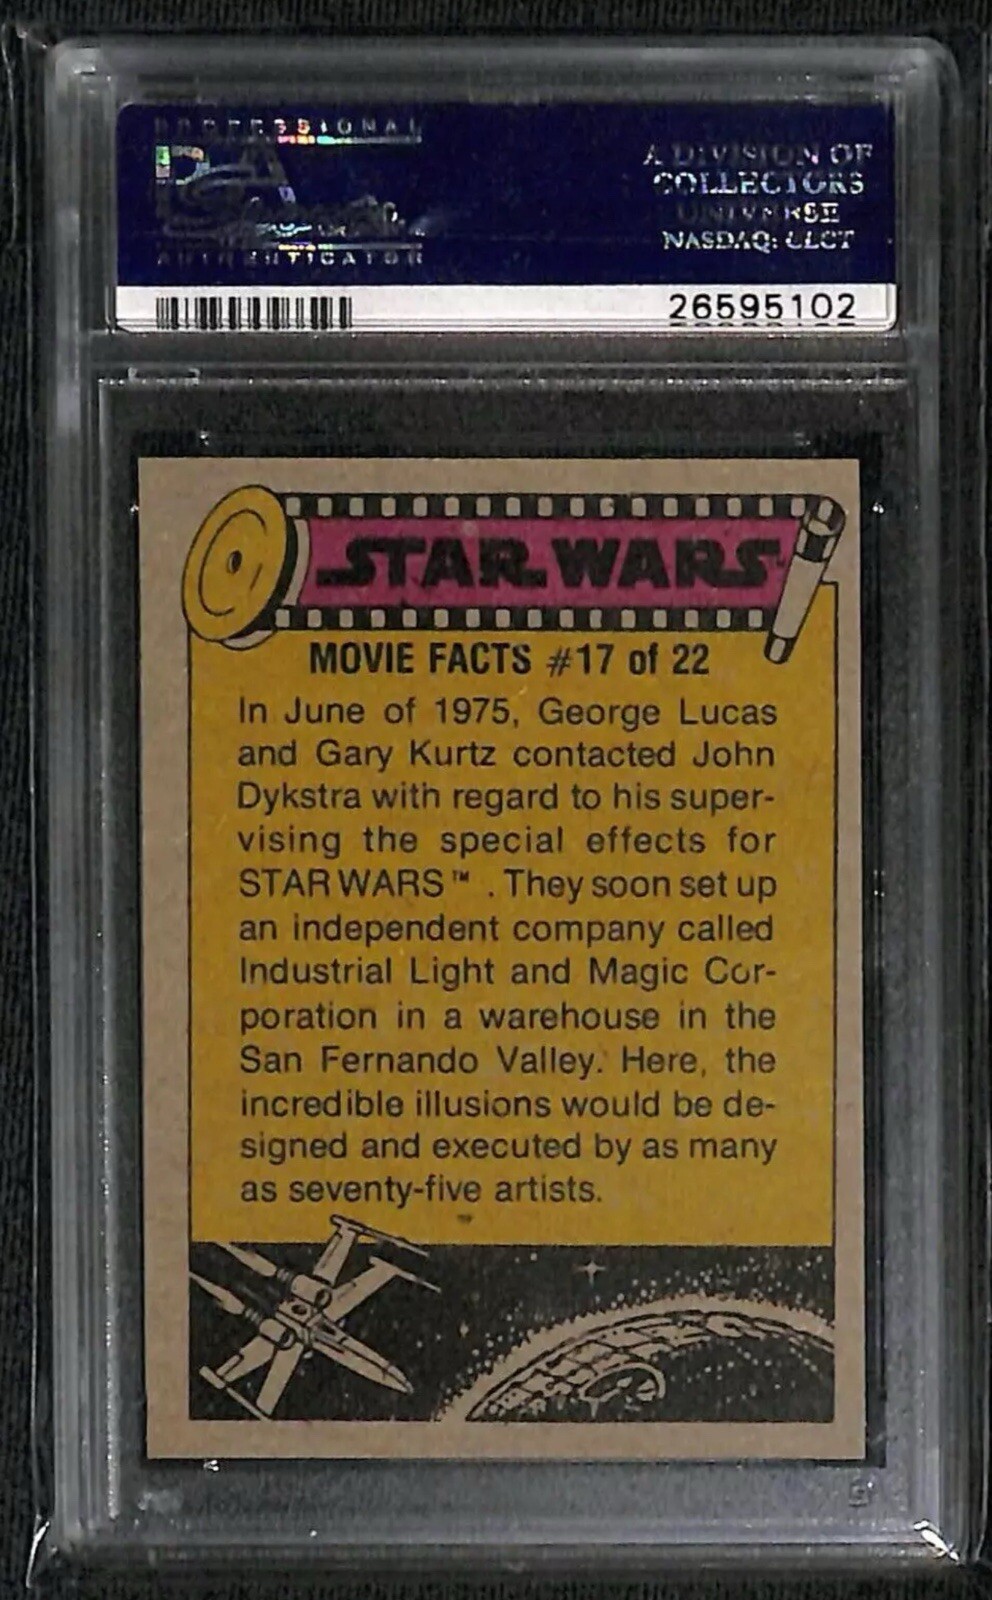 PROFESSIONAL
PSA
AUTHENTICATOR
A DIVISION OF
COLLECTORS
UNIVERSE
NASDAQ: CLCT
26595102
STAR WARS
MOVIE FACTS #17 of 22
In June of 1975, George Lucas
and Gary Kurtz contacted John
Dykstra with regard to his super-
vising the special effects for
STAR WARS™ . They soon set up
an independent company called
Industrial Light and Magic Cor-
poration in a warehouse in the
San Fernando Valley. Here, the
incredible illusions would be de-
signed and executed by as many
as seventy-five artists.